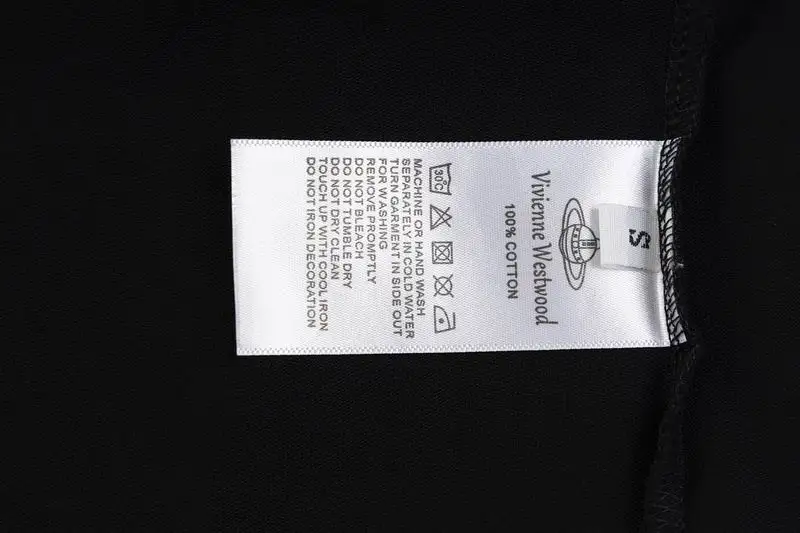 S
Vivienne Westwood
100% COTTON
30°C
MACHINE OR HAND WASH
SEPARATELY IN COLD WATER
TURN GARMENT IN SIDE OUT
FOR WASHING
REMOVE PROMPTLY
DO NOT BLEACH
DO NOT TUMBLE DRY
DO NOT DRY CLEAN
TOUCH UP WITH COOL IRON
DO NOT IRON DECORATION